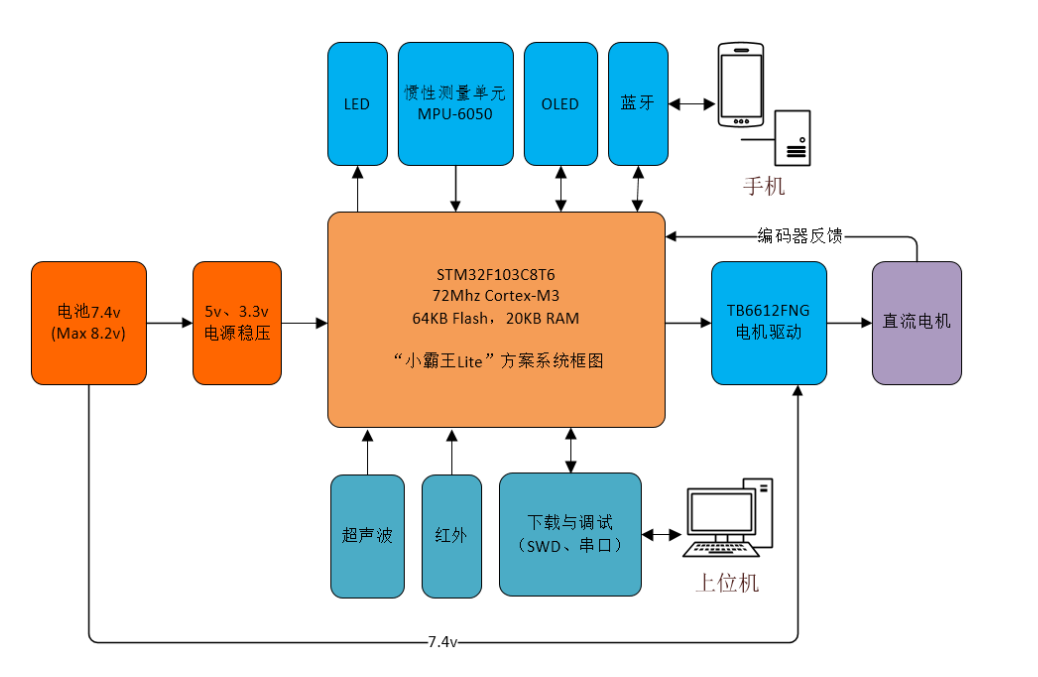 LED
惯性测量单元
MPU-6050
OLED
蓝牙
手机
编码器反馈
电池7.4v
(Max 8.2v)
5v、3.3v
电源稳压
STM32F103C8T6
72Mhz Cortex-M3
64KB Flash，20KB RAM
“小霸王Lite”方案系统框图
TB6612FNG
电机驱动
直流电机
超声波
红外
下载与调试
（SWD、串口）
上位机
7.4v